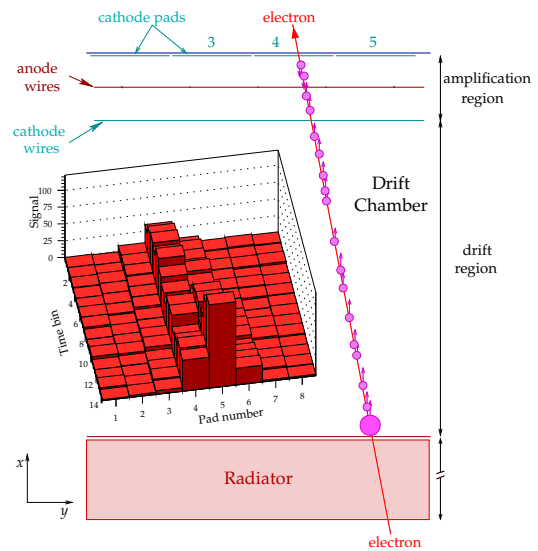 electron
cathode pads
3 4 5
anode
wires
amplification
region
cathode
wires
Drift
Chamber
drift
region
Signal
100
75
50
25
0
Time bin
2
4
6
8
10
12
14
1 2 3 4 5 6 7 8
Pad number
Radiator
x
y
electron